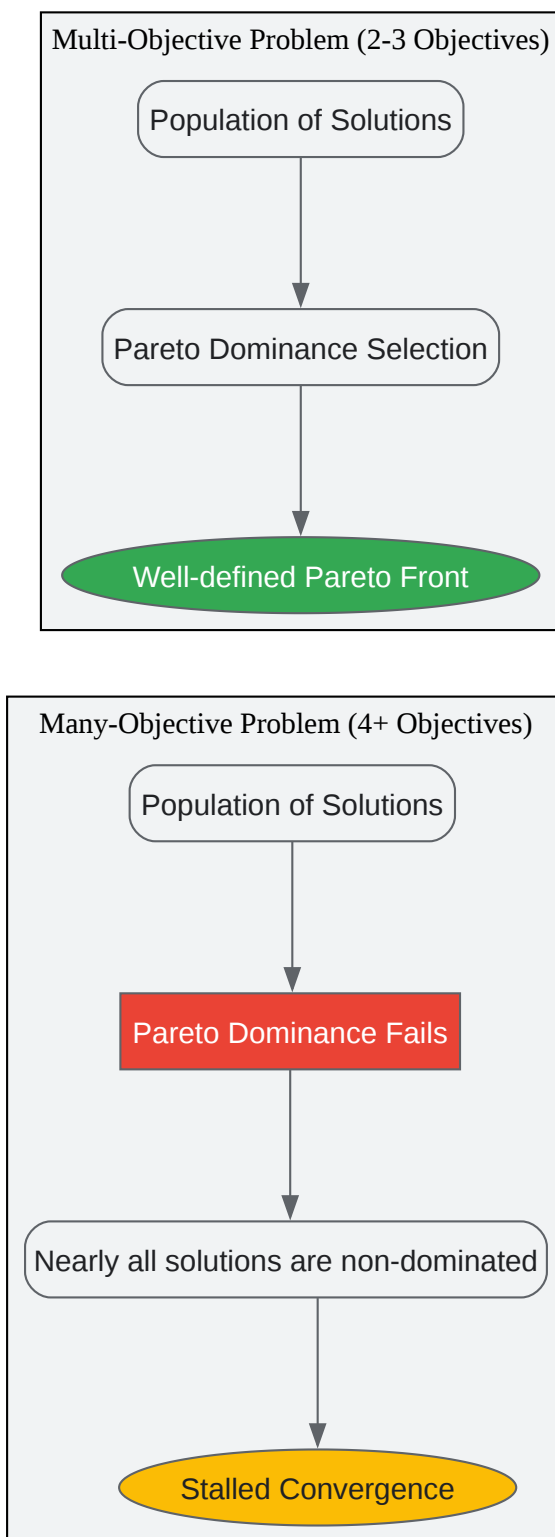 Multi-Objective Problem (2-3 Objectives)
Population of Solutions
Pareto Dominance Selection
Well-defined Pareto Front
Many-Objective Problem (4+ Objectives)
Population of Solutions
Pareto Dominance Fails
Nearly all solutions are non-dominated
Stalled Convergence